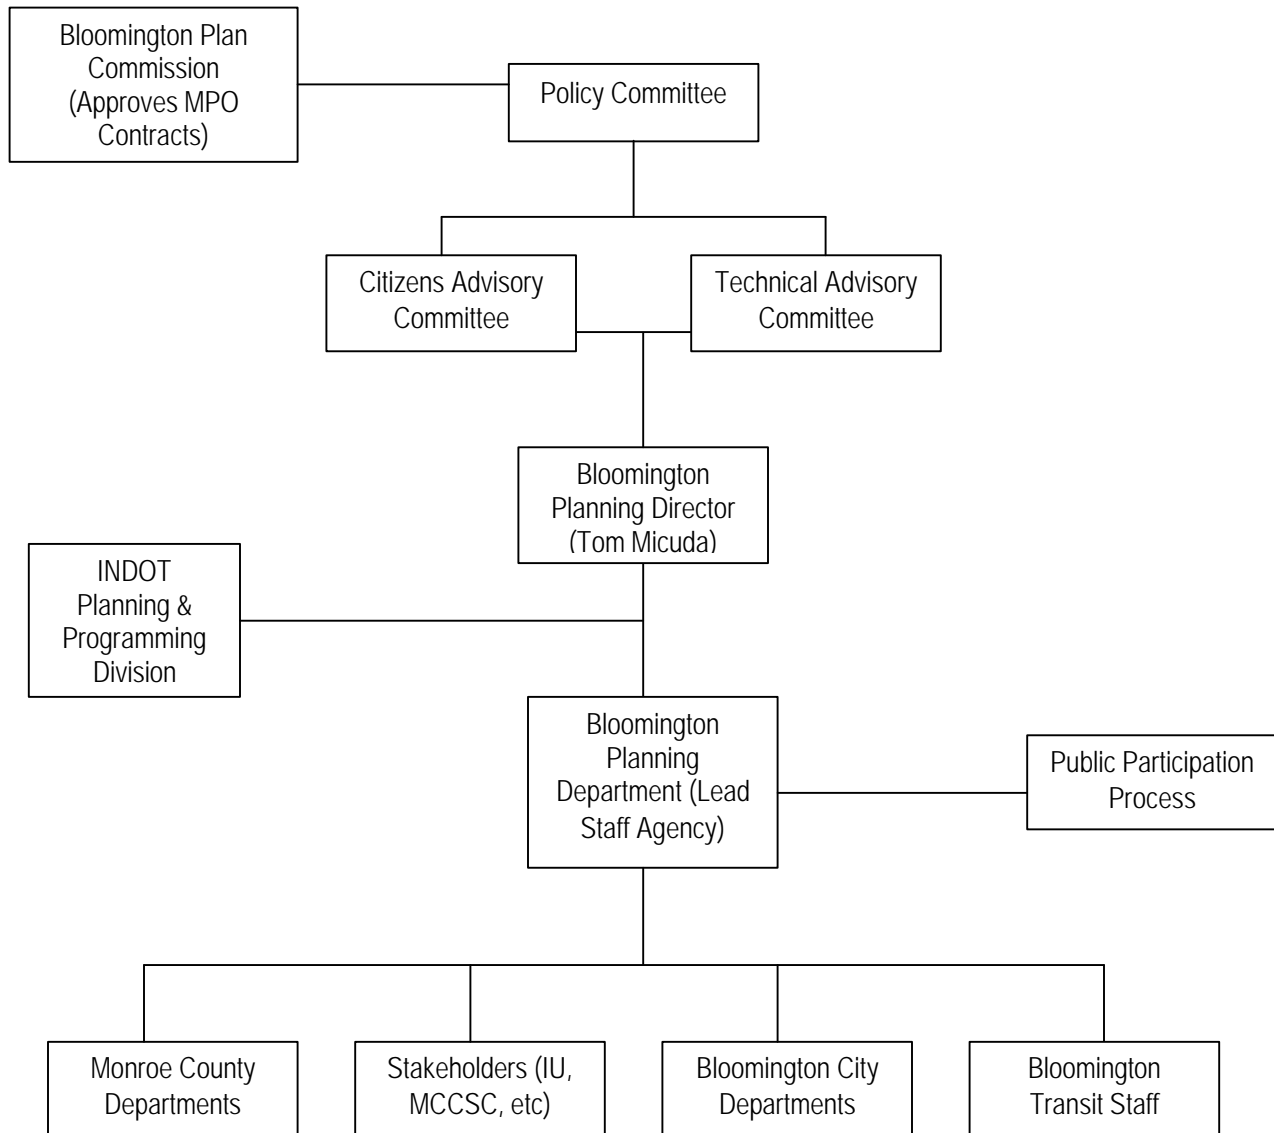 Bloomington Plan
Commission
(Approves MPO
Contracts)
Policy Committee
Citizens Advisory
Committee
Technical Advisory
Committee
Bloomington
Planning Director
(Tom Micuda)
INDOT
Planning &
Programming
Division
Bloomington
Planning
Department (Lead
Staff Agency)
Public Participation
Process
Monroe County
Departments
Stakeholders (IU,
MCCSC, etc)
Bloomington City
Departments
Bloomington
Transit Staff